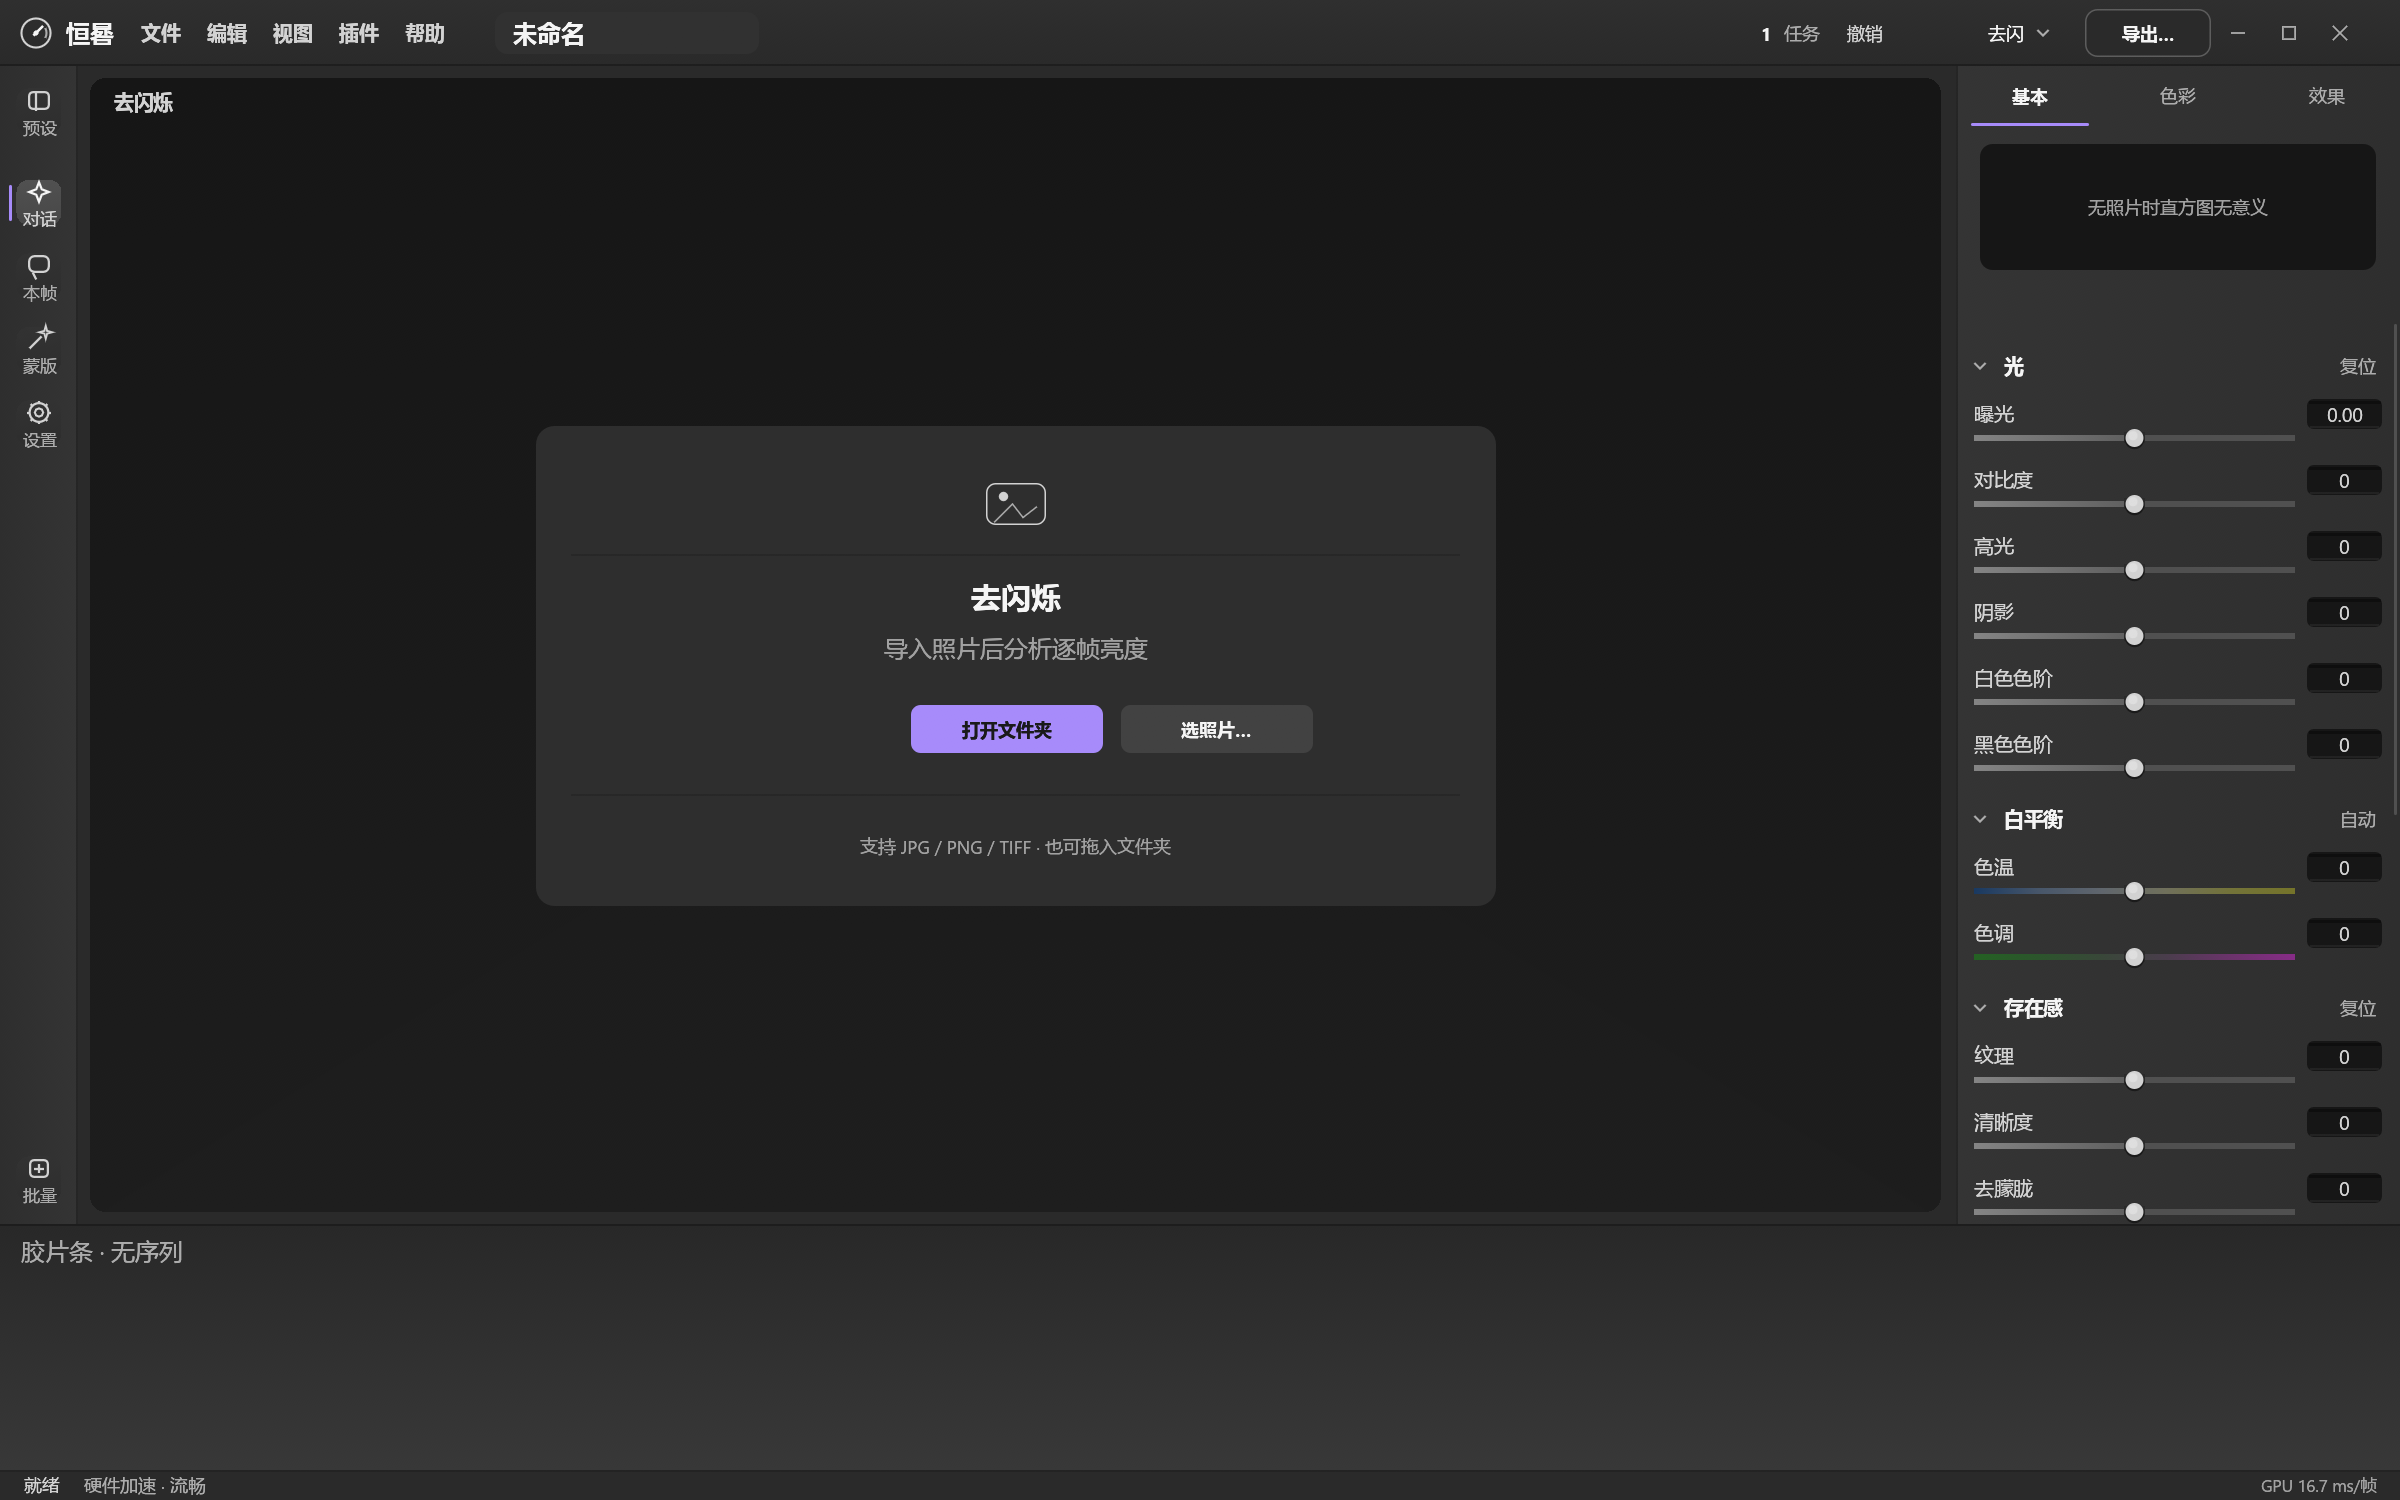 恒晷 文件 编辑 视图 插件 帮助 未命名 1 任务 撤销 去闪 导出...
预设
对话
本帧
蒙版
设置
批量
去闪烁
去闪烁
导入照片后分析逐帧亮度
打开文件夹 选照片...
支持 JPG / PNG / TIFF · 也可拖入文件夹
基本 色彩 效果
无照片时直方图无意义
光 复位
曝光 0.00
对比度 0
高光 0
阴影 0
白色色阶 0
黑色色阶 0
白平衡 自动
色温 0
色调 0
存在感 复位
纹理 0
清晰度 0
去朦胧 0
胶片条 · 无序列
就绪 硬件加速 · 流畅 GPU 16.7 ms/帧